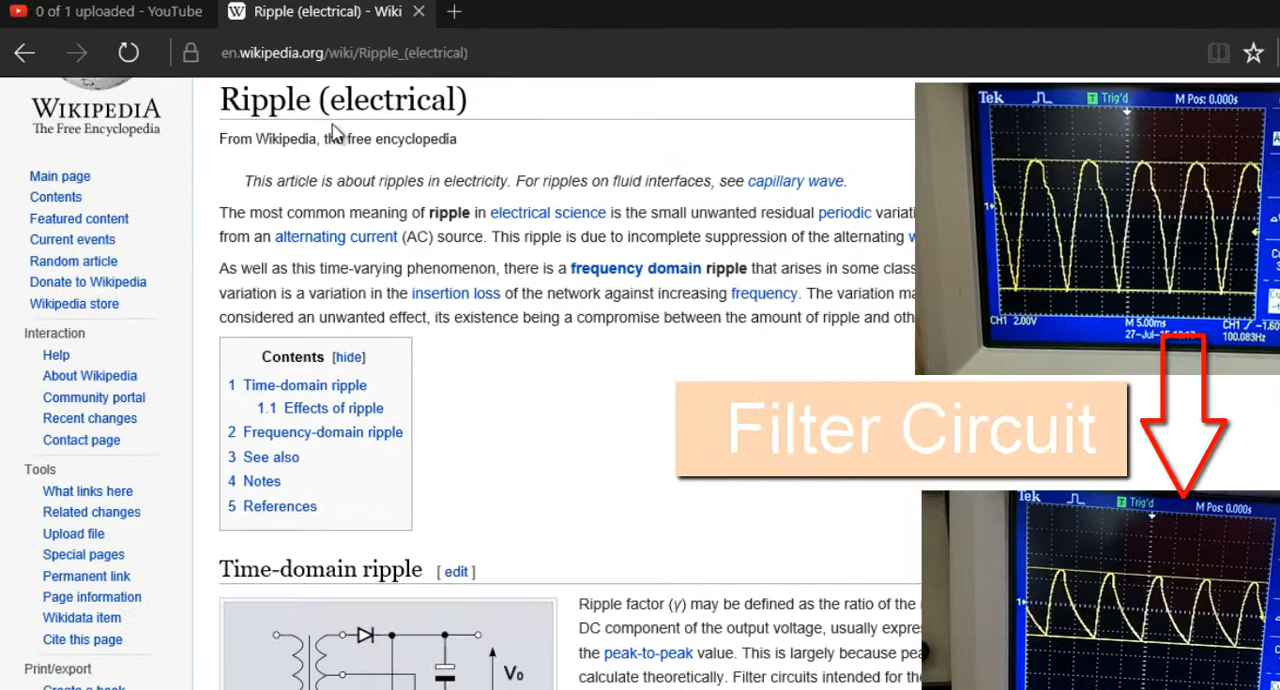 0 of 1 uploaded - YouTube
Ripple (electrical) - Wiki
en.wikipedia.org/wiki/Ripple_(electrical)
WIKIPEDIA
The Free Encyclopedia
Main page
Contents
Featured content
Current events
Random article
Donate to Wikipedia
Wikipedia store
Interaction
Help
About Wikipedia
Community portal
Recent changes
Contact page
Tools
What links here
Related changes
Upload file
Special pages
Permanent link
Page information
Wikidata item
Cite this page
Print/export
Ripple (electrical)
From Wikipedia, the free encyclopedia
This article is about ripples in electricity. For ripples on fluid interfaces, see capillary wave.
The most common meaning of ripple in electrical science is the small unwanted residual periodic
from an alternating current (AC) source. This ripple is due to incomplete suppression of the alternating
As well as this time-varying phenomenon, there is a frequency domain ripple that arises in some
variation is a variation in the insertion loss of the network against increasing frequency. The variation
considered an unwanted effect, its existence being a compromise between the amount of ripple and
Contents [hide]
1 Time-domain ripple
1.1 Effects of ripple
2 Frequency-domain ripple
3 See also
4 Notes
5 References
Time-domain ripple [ edit ]
V₀
Ripple factor (γ) may be defined as the ratio of the
DC component of the output voltage, usually
the peak-to-peak value. This is largely because
calculate theoretically. Filter circuits intended for the
Tek T Trig'd M Pos: 0.000s
1
CH1 2.00V M 5.00ms CH1
100.083Hz
Filter Circuit
Tek T Trig'd M Pos: 0.000s
1